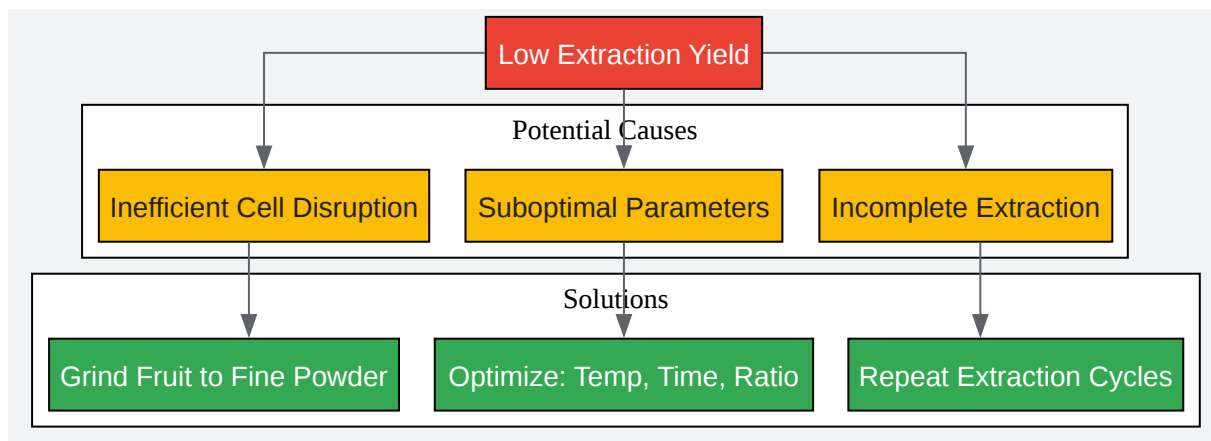 Low Extraction Yield
Potential Causes
Inefficient Cell Disruption
Suboptimal Parameters
Incomplete Extraction
Solutions
Grind Fruit to Fine Powder
Optimize: Temp, Time, Ratio
Repeat Extraction Cycles